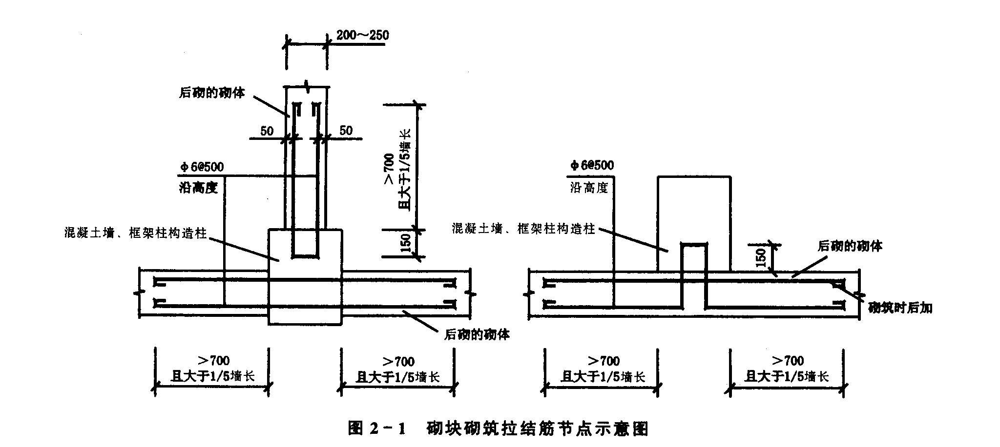 200～250
后砌的砌体
50
50
>700
且大于1/5墙长
ф6@500
沿高度
混凝土墙、框架柱构造柱
150
后砌的砌体
>700
且大于1/5墙长
>700
且大于1/5墙长
ф6@500
沿高度
混凝土墙、框架柱构造柱
150
后砌的砌体
砌筑时后加
>700
且大于1/5墙长
>700
且大于1/5墙长
图 2-1 砌块砌筑拉结筋节点示意图